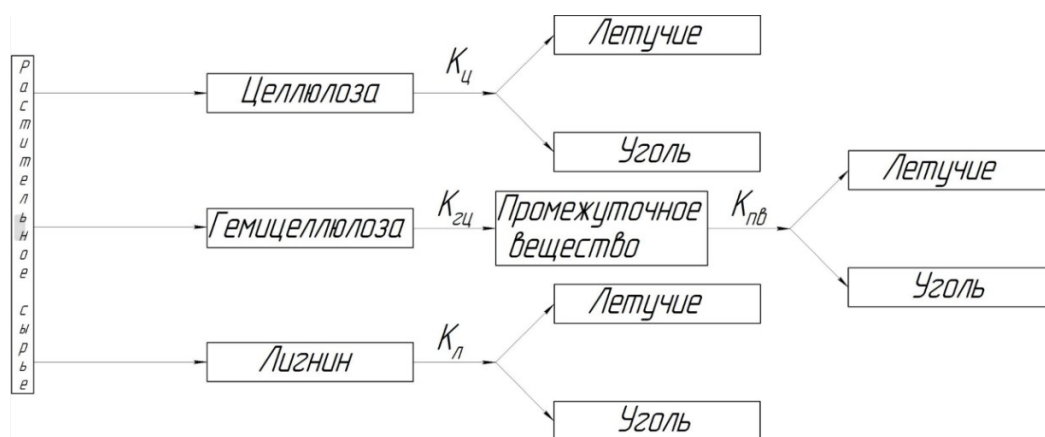 Растительное сырье
Целлюлоза
Kц
Летучие
Уголь
Гемицеллюлоза
Kгц
Промежуточное
вещество
Kпв
Летучие
Уголь
Лигнин
Kл
Летучие
Уголь